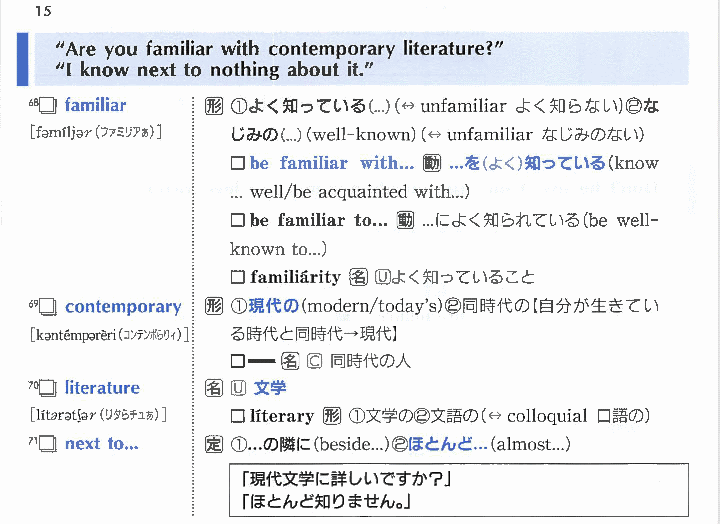 15
"Are you familiar with contemporary literature?"
"I know next to nothing about it."
68□ familiar 形 ①よく知っている(...)(↔ unfamiliar よく知らない)②な
[fəmíljər(ファミリアぁ)] じみの(...)(well-known)(↔ unfamiliar なじみのない)
□ be familiar with... 動 ...を(よく)知っている(know
... well/be acquainted with...)
□ be familiar to... 動 ...によく知られている(be well-
known to...)
□ familiárity 名 Ⓤよく知っていること
69□ contemporary 形 ①現代の(modern/today's)②同時代の【自分が生きてい
[kəntémpərèri(コンテンポらりィ)] る時代と同時代→現代】
□━ 名 Ⓒ 同時代の人
70□ literature 名 Ⓤ 文学
[lítərətʃər(リタらチュぁ)] □ líterary 形 ①文学の②文語の(↔ colloquial 口語の)
71□ next to... 定 ①...の隣に(beside...)②ほとんど...(almost...)
「現代文学に詳しいですか？」
「ほとんど知りません。」